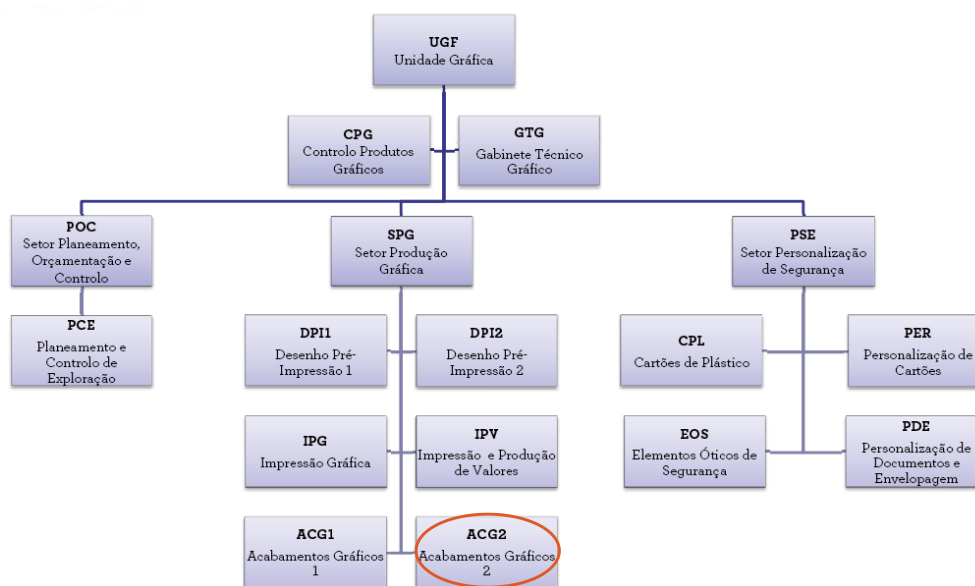 UGF
Unidade Gráfica
CPG
Controlo Produtos
Gráficos
GTG
Gabinete Técnico
Gráfico
POC
Setor Planeamento,
Orçamentação e
Controlo
SPG
Setor Produção
Gráfica
PSE
Setor Personalização
de Segurança
PCE
Planeamento e
Controlo de
Exploração
DPI1
Desenho Pré-
Impressão 1
DPI2
Desenho Pré-
Impressão 2
CPL
Cartões de Plástico
PER
Personalização de
Cartões
IPG
Impressão Gráfica
IPV
Impressão e Produção
de Valores
EOS
Elementos Óticos de
Segurança
PDE
Personalização de
Documentos e
Envelopagem
ACG1
Acabamentos Gráficos
1
ACG2
Acabamentos Gráficos
2